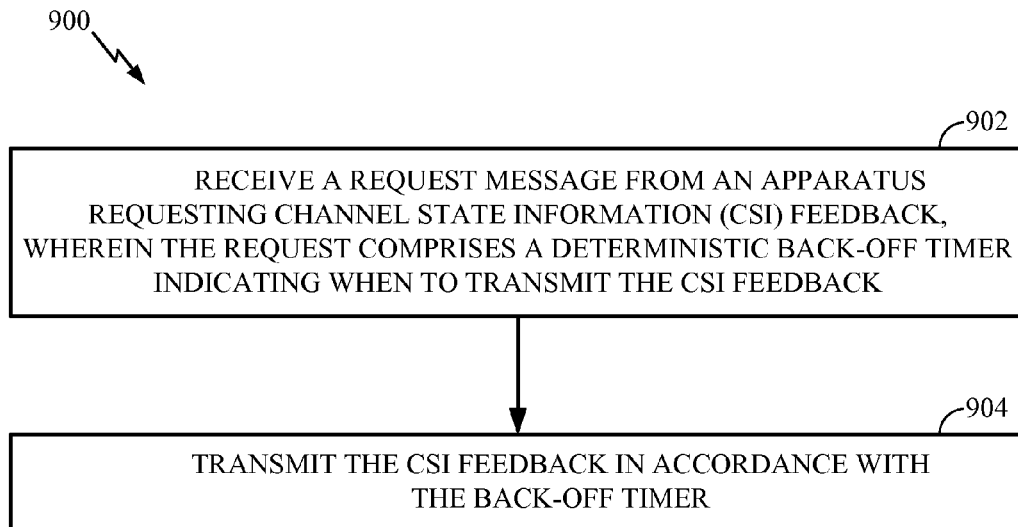 900
902
RECEIVE A REQUEST MESSAGE FROM AN APPARATUS
REQUESTING CHANNEL STATE INFORMATION (CSI) FEEDBACK,
WHEREIN THE REQUEST COMPRISES A DETERMINISTIC BACK-OFF TIMER
INDICATING WHEN TO TRANSMIT THE CSI FEEDBACK
904
TRANSMIT THE CSI FEEDBACK IN ACCORDANCE WITH
THE BACK-OFF TIMER